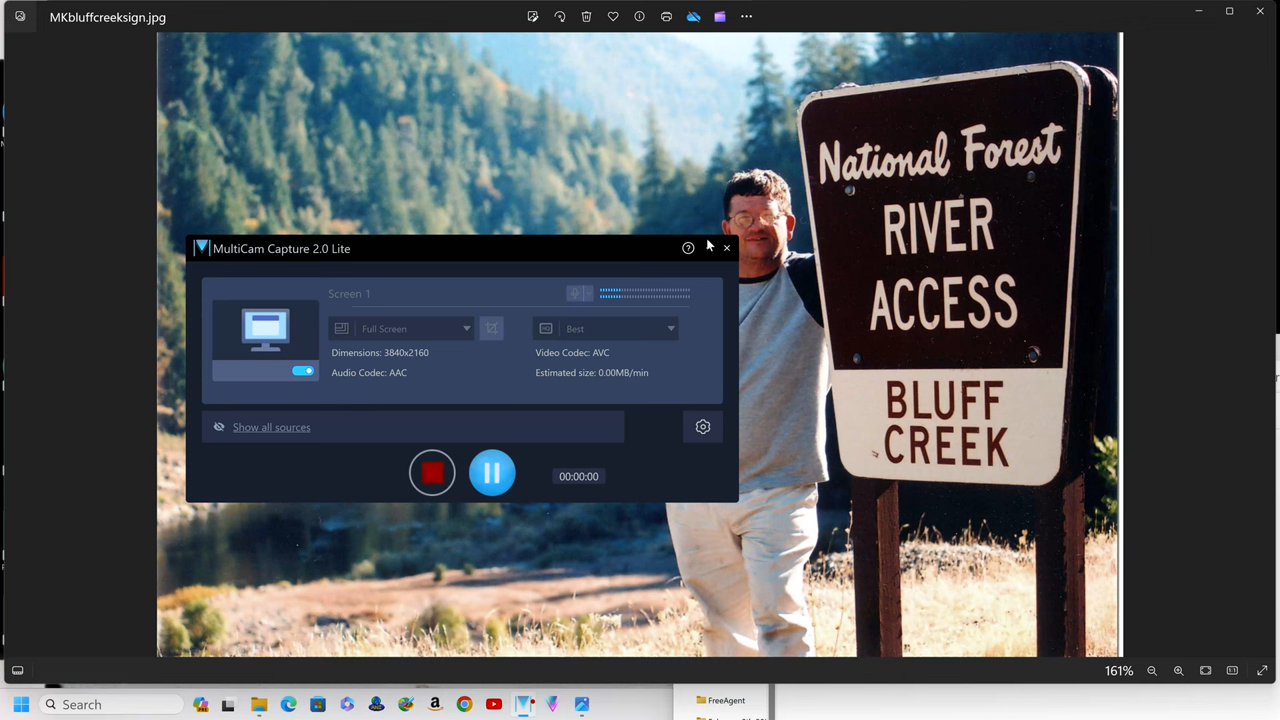 MKbluffcreeksign.jpg
National Forest
RIVER
ACCESS
BLUFF
CREEK
MultiCam Capture 2.0 Lite
Screen 1
Full Screen
Best
Dimensions: 3840x2160
Video Codec: AVC
Audio Codec: AAC
Estimated size: 0.00MB/min
Show all sources
00:00:00
161%
Search
FreeAgent